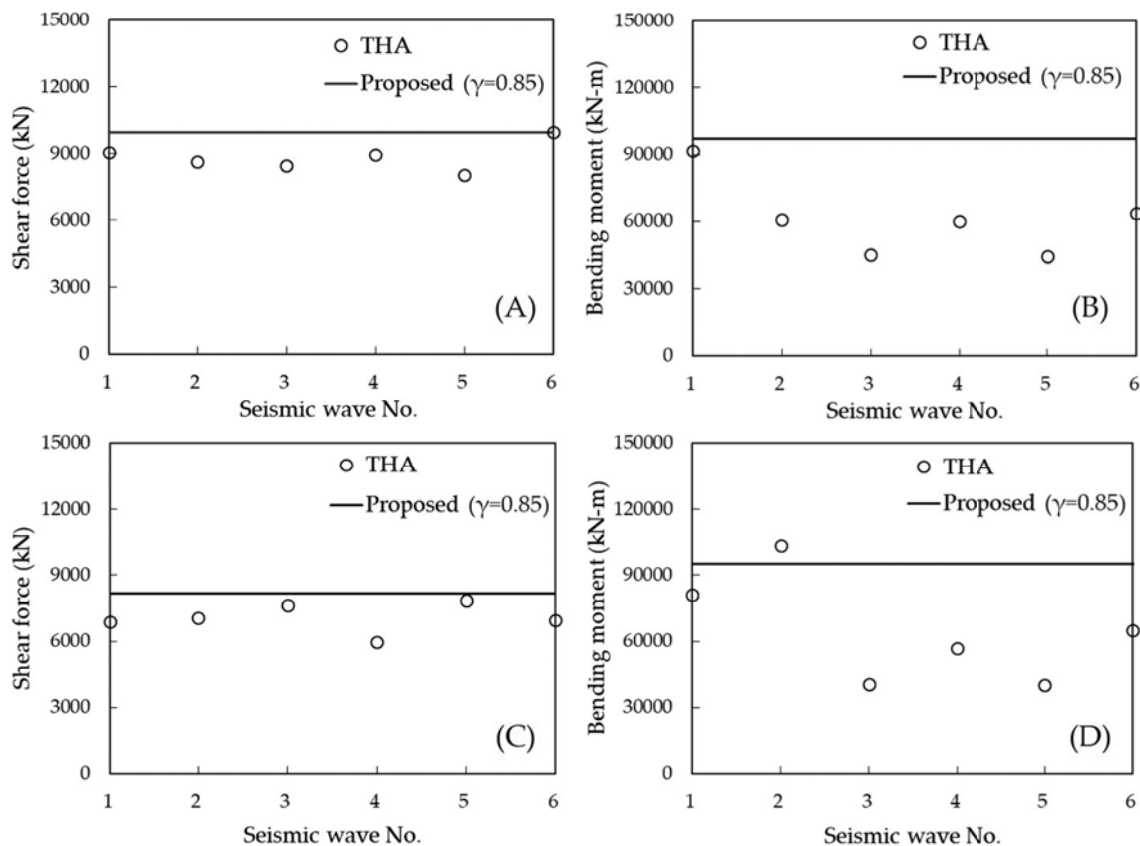 15000
12000
9000
6000
3000
0
Shear force (kN)
THA
Proposed (γ=0.85)
(A)
1 2 3 4 5 6
Seismic wave No.
150000
120000
90000
60000
30000
0
Bending moment (kN-m)
THA
Proposed (γ=0.85)
(B)
1 2 3 4 5 6
Seismic wave No.
15000
12000
9000
6000
3000
0
Shear force (kN)
THA
Proposed (γ=0.85)
(C)
1 2 3 4 5 6
Seismic wave No.
150000
120000
90000
60000
30000
0
Bending moment (kN-m)
THA
Proposed (γ=0.85)
(D)
1 2 3 4 5 6
Seismic wave No.